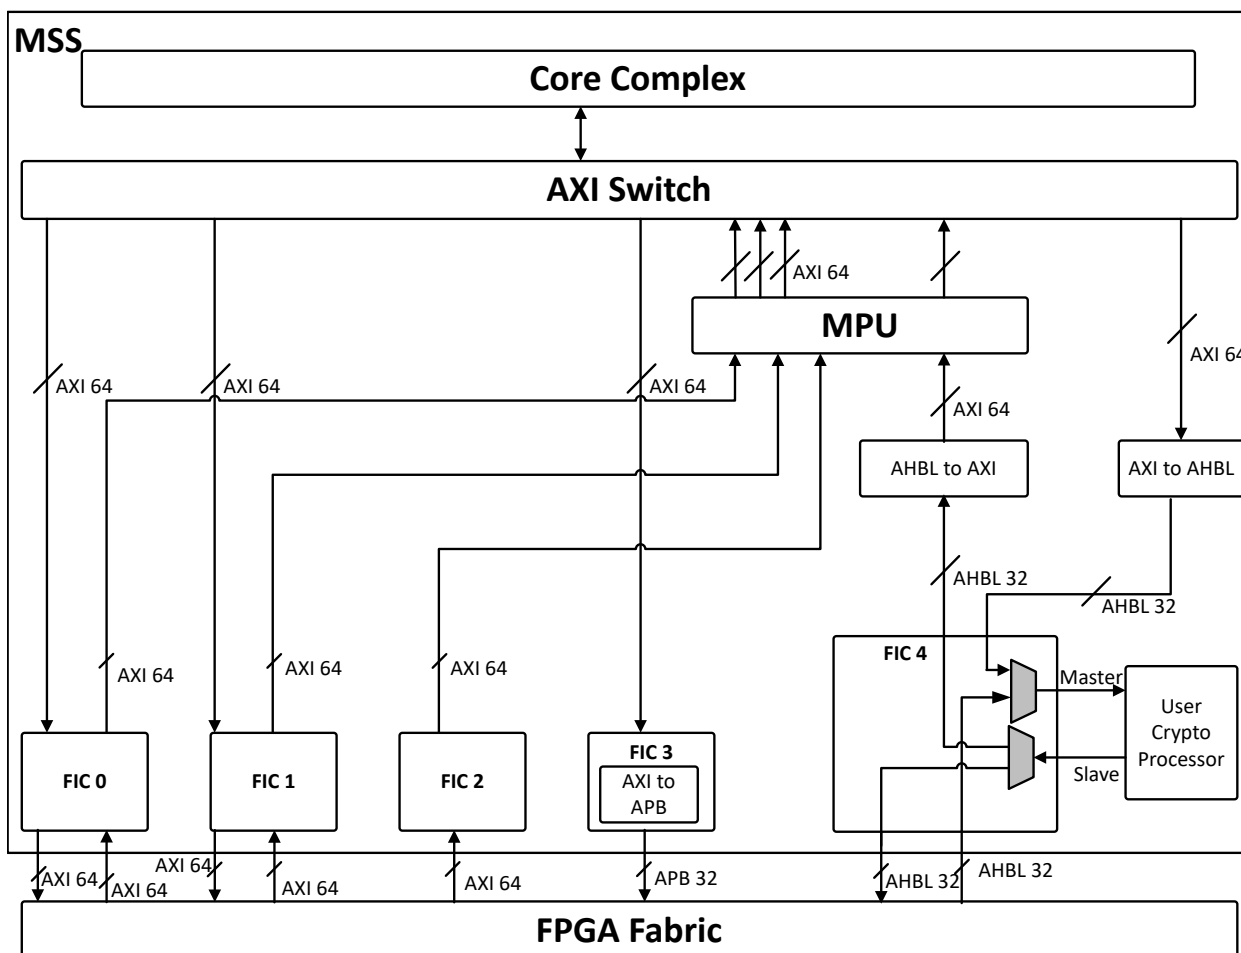 MSS
Core Complex
AXI Switch
AXI 64
MPU
AXI 64
AXI 64
AXI 64
AXI 64
AXI 64
AXI 64
AHBL to AXI
AXI to AHBL
AHBL 32
AHBL 32
AXI 64
AXI 64
AXI 64
FIC 4
Master
User
Crypto
Processor
Slave
FIC 0
FIC 1
FIC 2
FIC 3
AXI to
APB
AXI 64
AXI 64
AXI 64
AXI 64
AXI 64
APB 32
AHBL 32
AHBL 32
FPGA Fabric